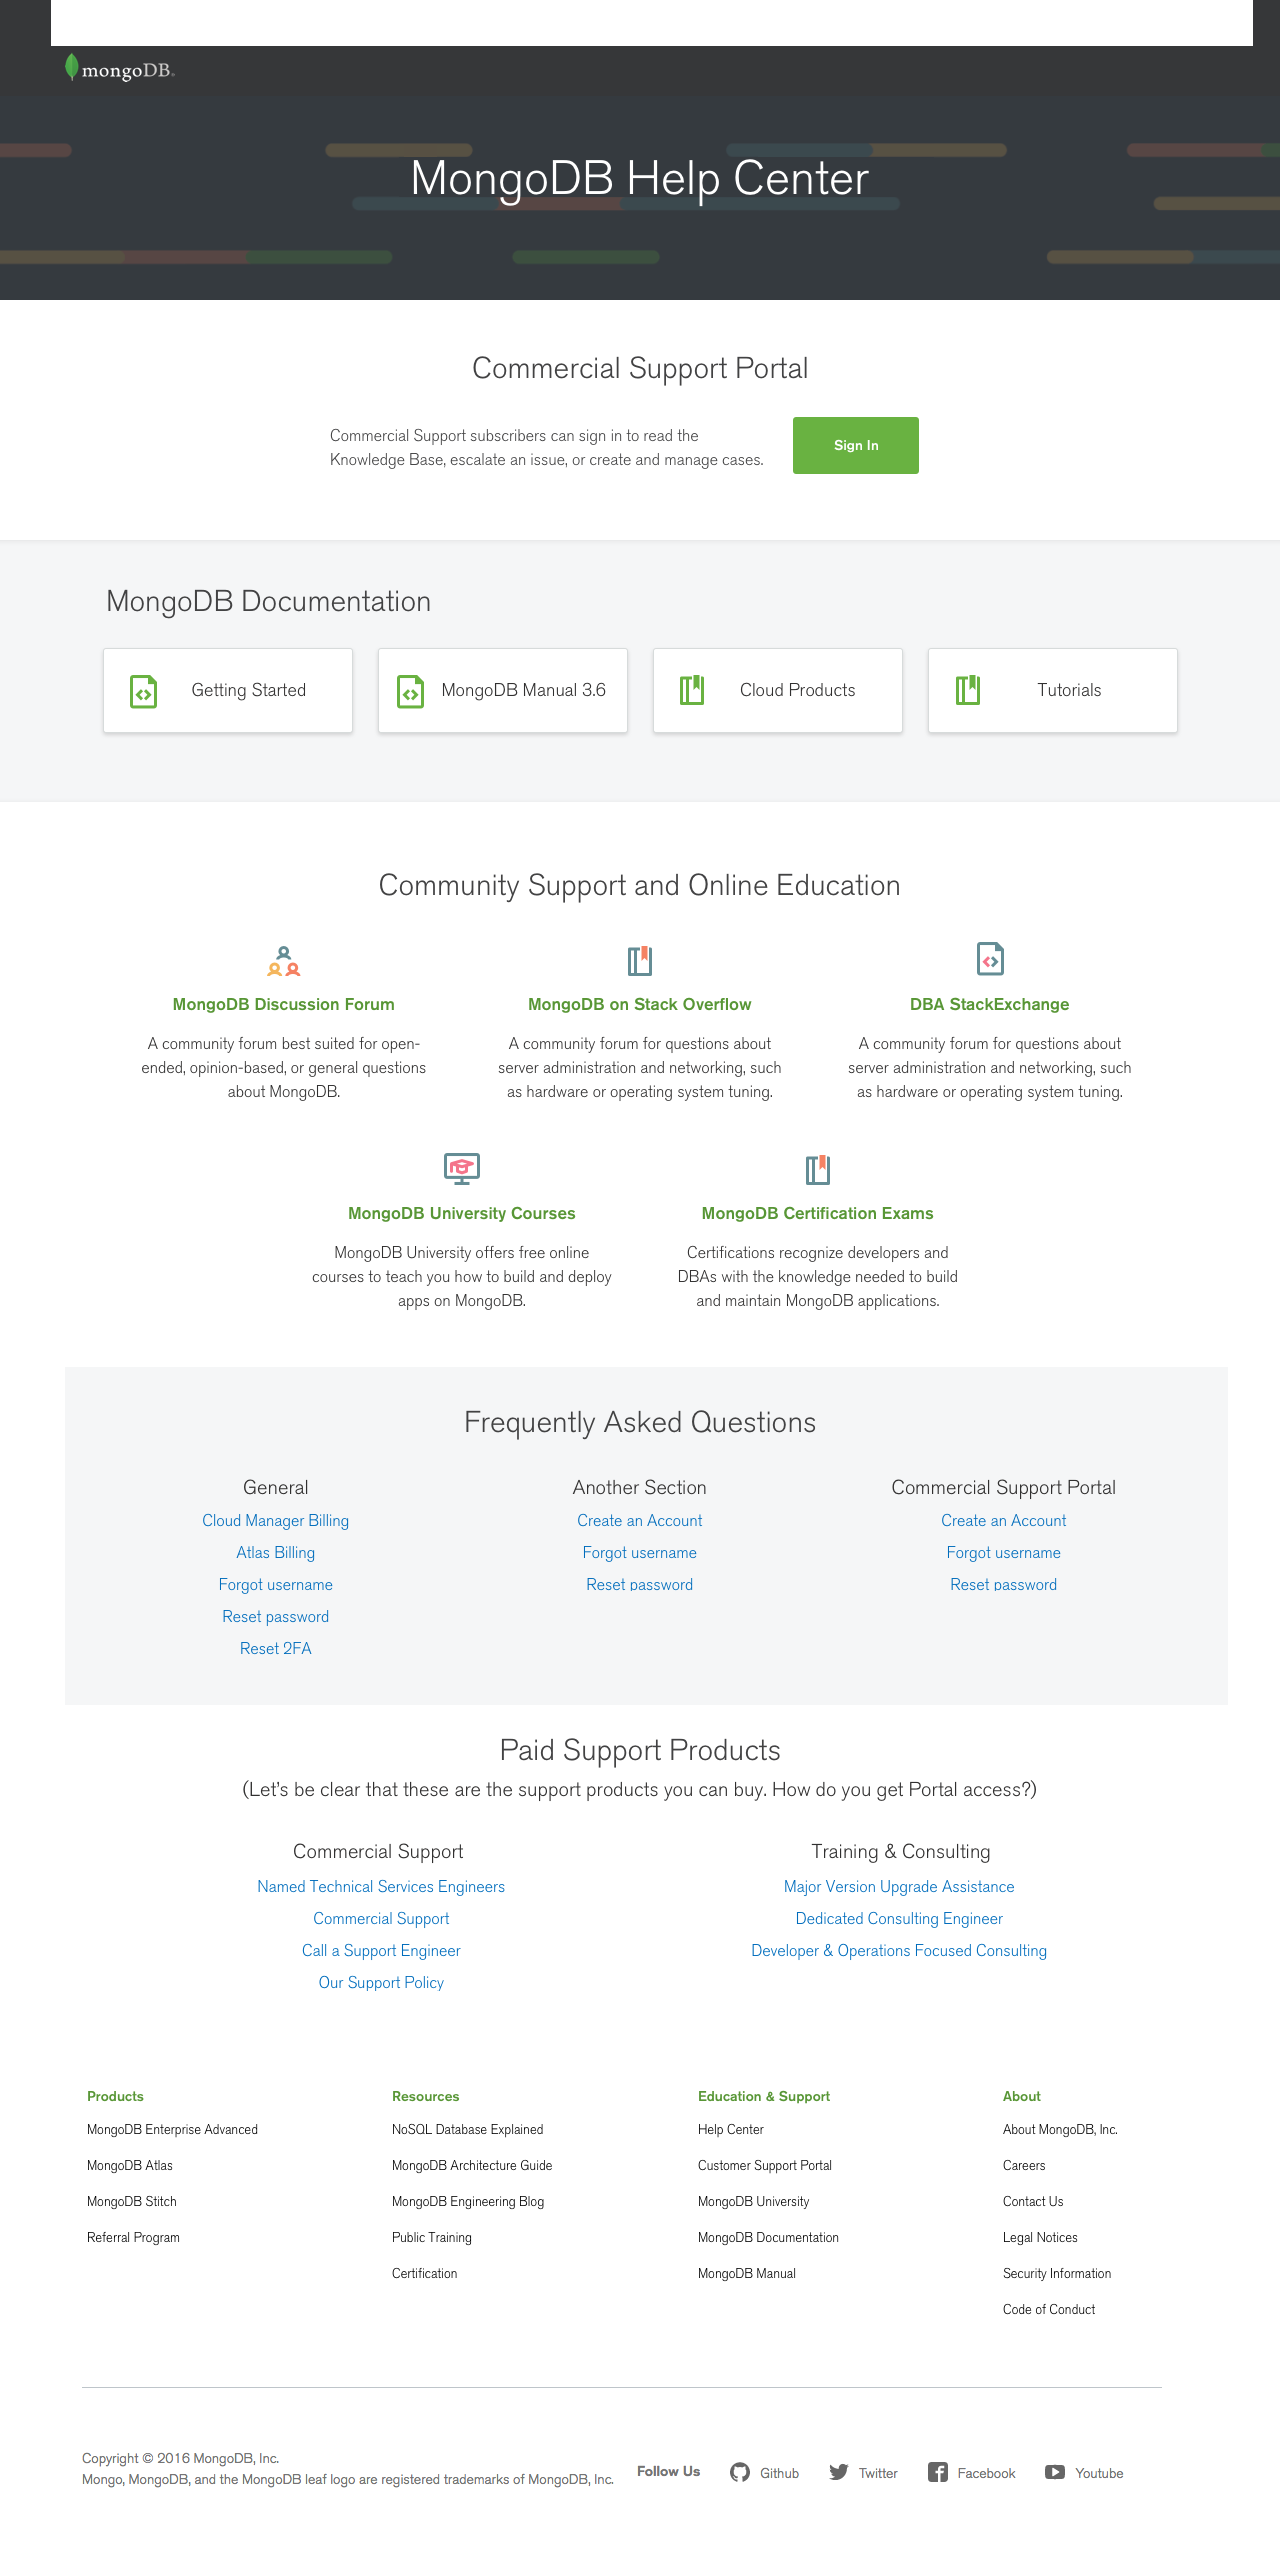 mongoDB.
MongoDB Help Center
Commercial Support Portal
Commercial Support subscribers can sign in to read the
Knowledge Base, escalate an issue, or create and manage cases.
Sign In
MongoDB Documentation
Getting Started
MongoDB Manual 3.6
Cloud Products
Tutorials
Community Support and Online Education
MongoDB Discussion Forum
A community forum best suited for open-
ended, opinion-based, or general questions
about MongoDB.
MongoDB on Stack Overflow
A community forum for questions about
server administration and networking, such
as hardware or operating system tuning.
DBA StackExchange
A community forum for questions about
server administration and networking, such
as hardware or operating system tuning.
MongoDB University Courses
MongoDB University offers free online
courses to teach you how to build and deploy
apps on MongoDB.
MongoDB Certification Exams
Certifications recognize developers and
DBAs with the knowledge needed to build
and maintain MongoDB applications.
Frequently Asked Questions
General
Cloud Manager Billing
Atlas Billing
Forgot username
Reset password
Reset 2FA
Another Section
Create an Account
Forgot username
Reset password
Commercial Support Portal
Create an Account
Forgot username
Reset password
Paid Support Products
(Let's be clear that these are the support products you can buy. How do you get Portal access?)
Commercial Support
Named Technical Services Engineers
Commercial Support
Call a Support Engineer
Our Support Policy
Training & Consulting
Major Version Upgrade Assistance
Dedicated Consulting Engineer
Developer & Operations Focused Consulting
Products
MongoDB Enterprise Advanced
MongoDB Atlas
MongoDB Stitch
Referral Program
Resources
NoSQL Database Explained
MongoDB Architecture Guide
MongoDB Engineering Blog
Public Training
Certification
Education & Support
Help Center
Customer Support Portal
MongoDB University
MongoDB Documentation
MongoDB Manual
About
About MongoDB, Inc.
Careers
Contact Us
Legal Notices
Security Information
Code of Conduct
Copyright © 2016 MongoDB, Inc.
Mongo, MongoDB, and the MongoDB leaf logo are registered trademarks of MongoDB, Inc.
Follow Us
Github
Twitter
Facebook
Youtube